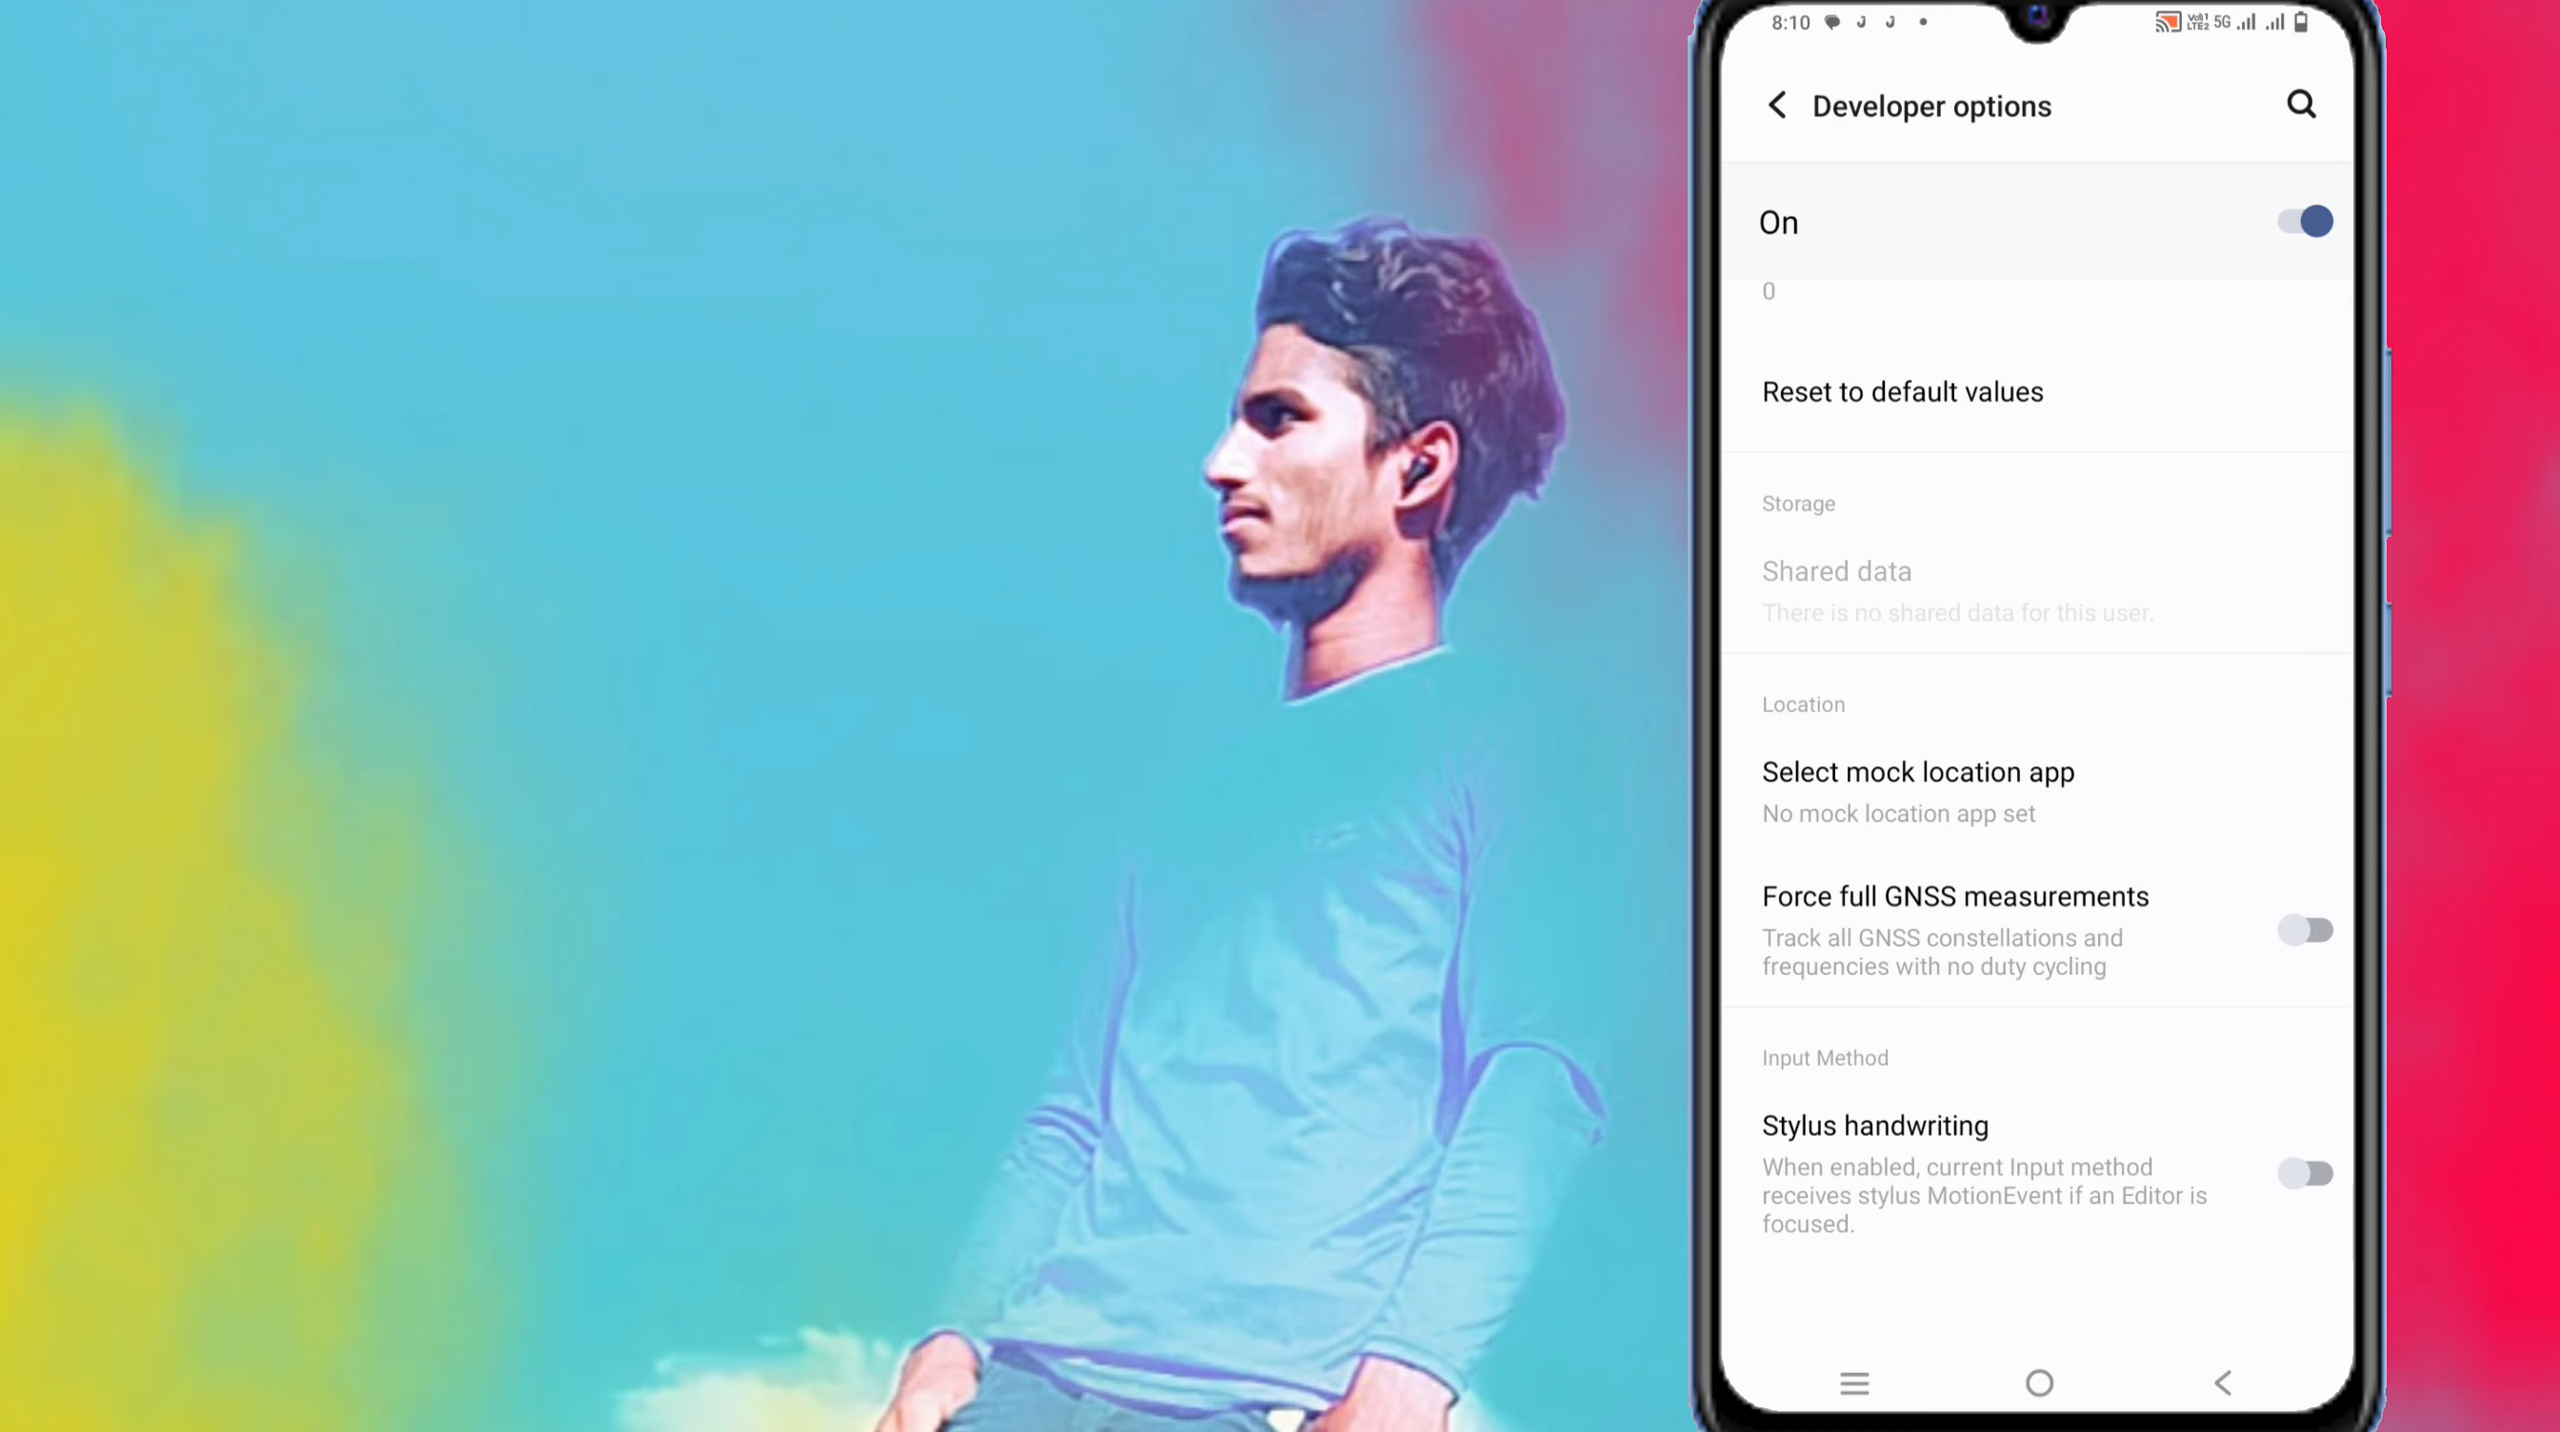 8:10
5G
Developer options
On
0
Reset to default values
Storage
Shared data
There is no shared data for this user.
Location
Select mock location app
No mock location app set
Force full GNSS measurements
Track all GNSS constellations and
frequencies with no duty cycling
Input Method
Stylus handwriting
When enabled, current Input method
receives stylus MotionEvent if an Editor is
focused.